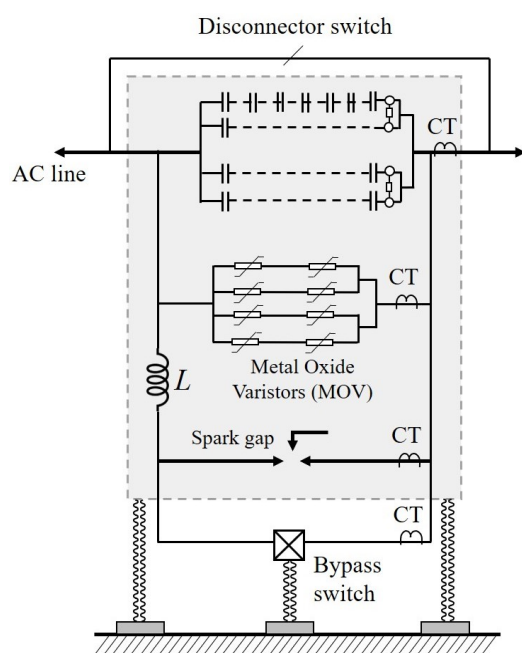 Disconnector switch
CT
AC line
CT
Metal Oxide
Varistors (MOV)
L
Spark gap
CT
CT
Bypass
switch